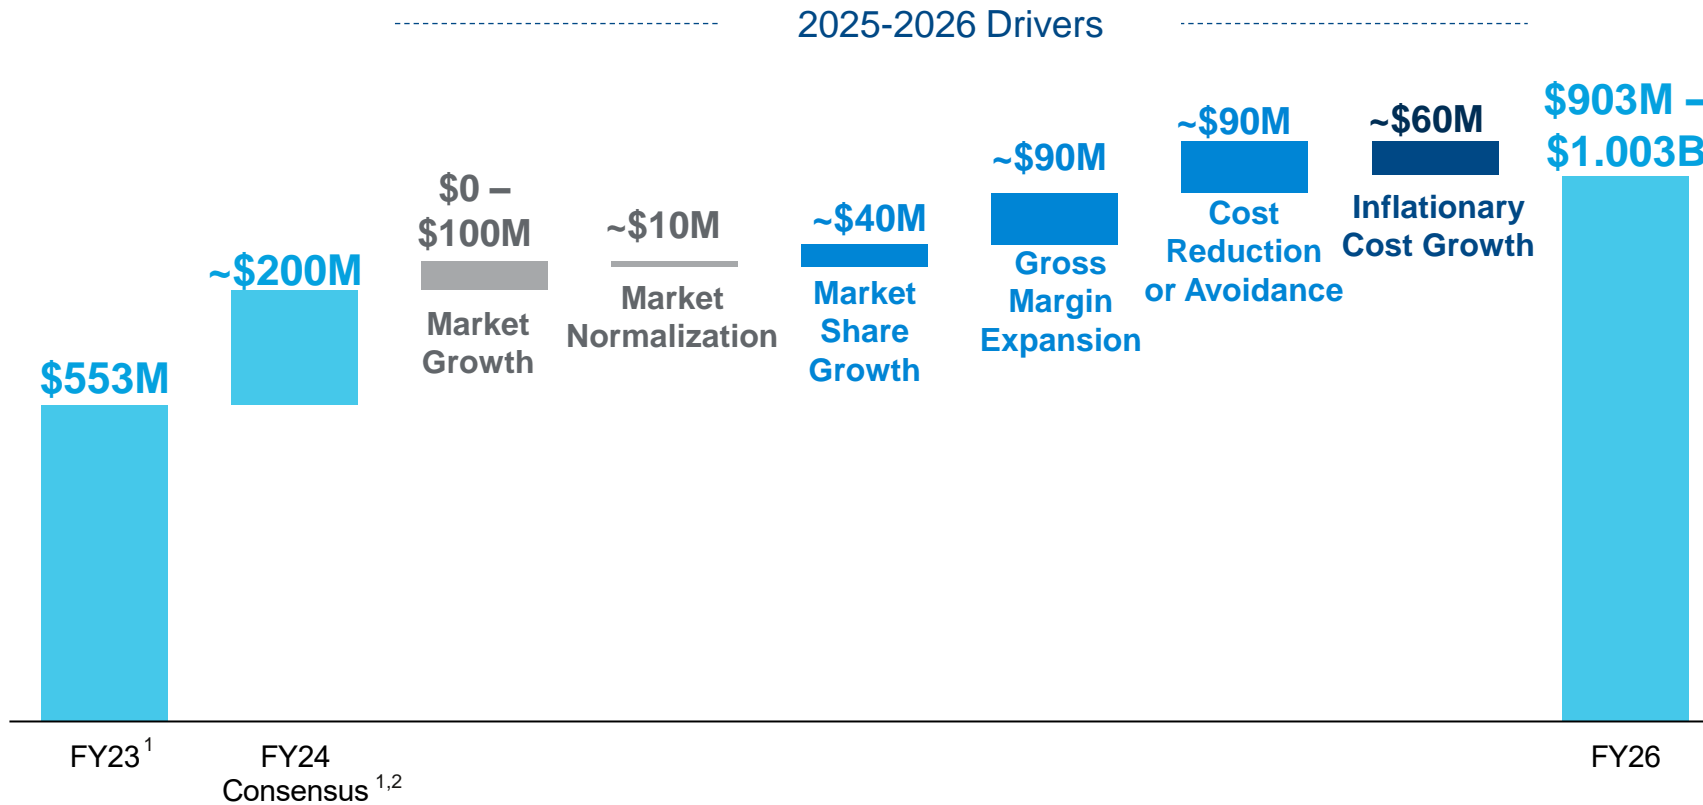 2025-2026 Drivers
$553M
~$200M
$0 –
$100M
Market
Growth
~$10M
Market
Normalization
~$40M
Market
Share
Growth
~$90M
Gross
Margin
Expansion
~$90M
Cost
Reduction
or Avoidance
~$60M
Inflationary
Cost Growth
$903M –
$1.003B
FY23 1
FY24
Consensus 1,2
FY26